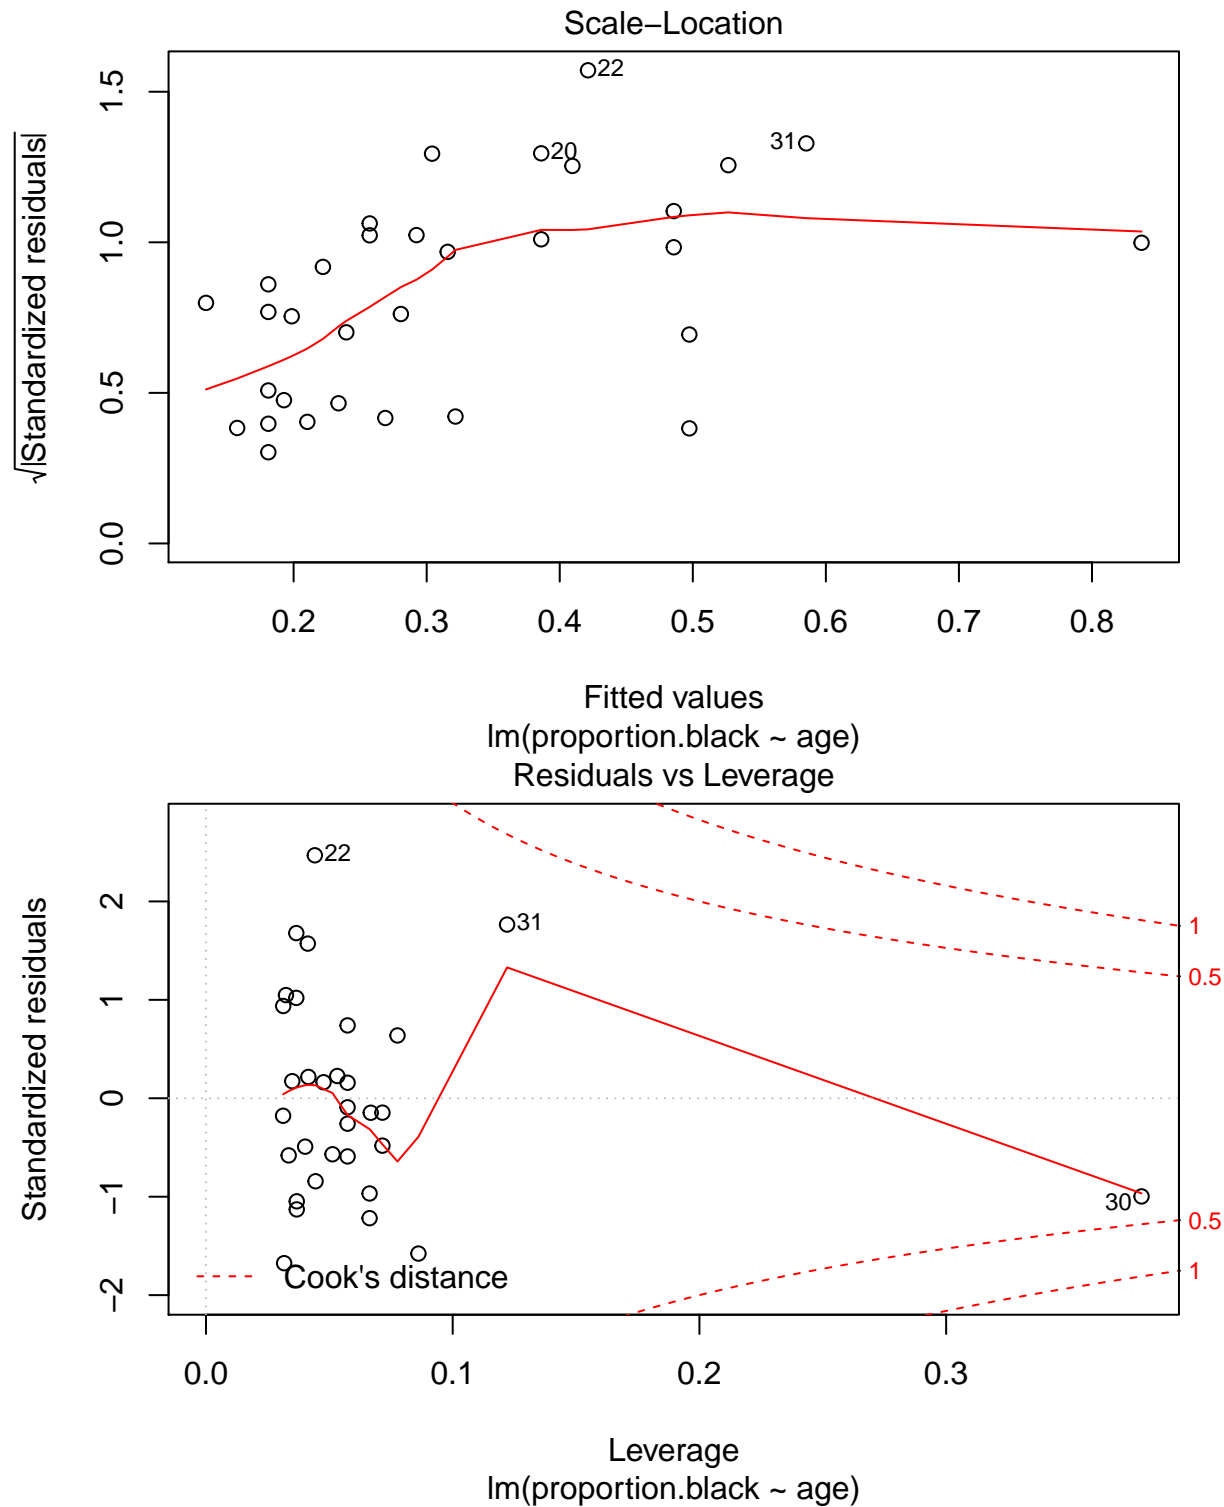 Scale−Location
√|Standardized residuals|
1.5
1.0
0.5
0.0
22
20
31
0.2 0.3 0.4 0.5 0.6 0.7 0.8
Fitted values
lm(proportion.black ~ age)
Residuals vs Leverage
Standardized residuals
2
1
0
−1
−2
22
31
30
1
0.5
0.5
1
Cook's distance
0.0 0.1 0.2 0.3
Leverage
lm(proportion.black ~ age)